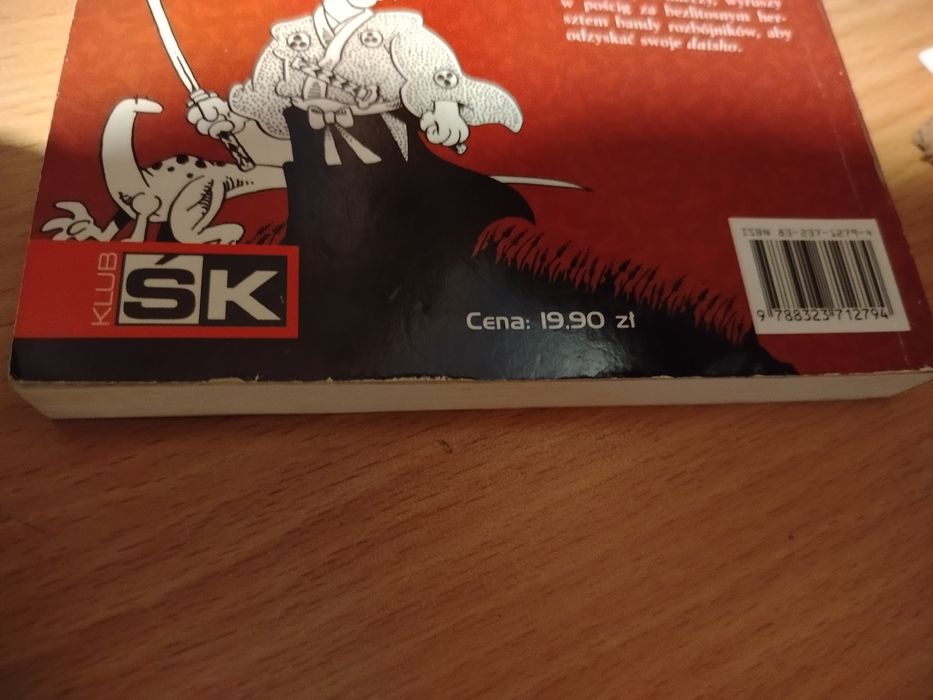 wyruszy
w pościg za bezlitosnym her-
sztem bandy rozbójników, aby
odzyskać swoje daisho.
ISBN 83-237-1279-4
9 788323 712794
KLUB ŚK
Cena: 19.90 zł